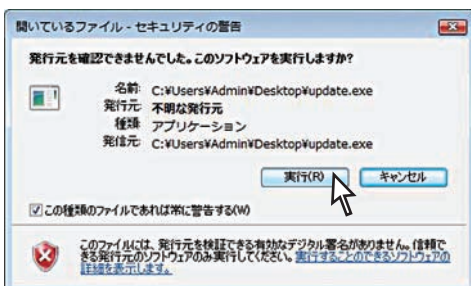 開いているファイル - セキュリティの警告
発行元を確認できませんでした。このソフトウェアを実行しますか?
名前: C:¥Users¥Admin¥Desktop¥update.exe
発行元: 不明な発行元
種類: アプリケーション
発信元: C:¥Users¥Admin¥Desktop¥update.exe
実行(R) キャンセル
この種類のファイルであれば常に警告する(W)
このファイルには、発行元を検証できる有効なデジタル署名がありません。信頼で
きる発行元のソフトウェアのみ実行してください。実行することのできるソフトウェアの
詳細を表示します。